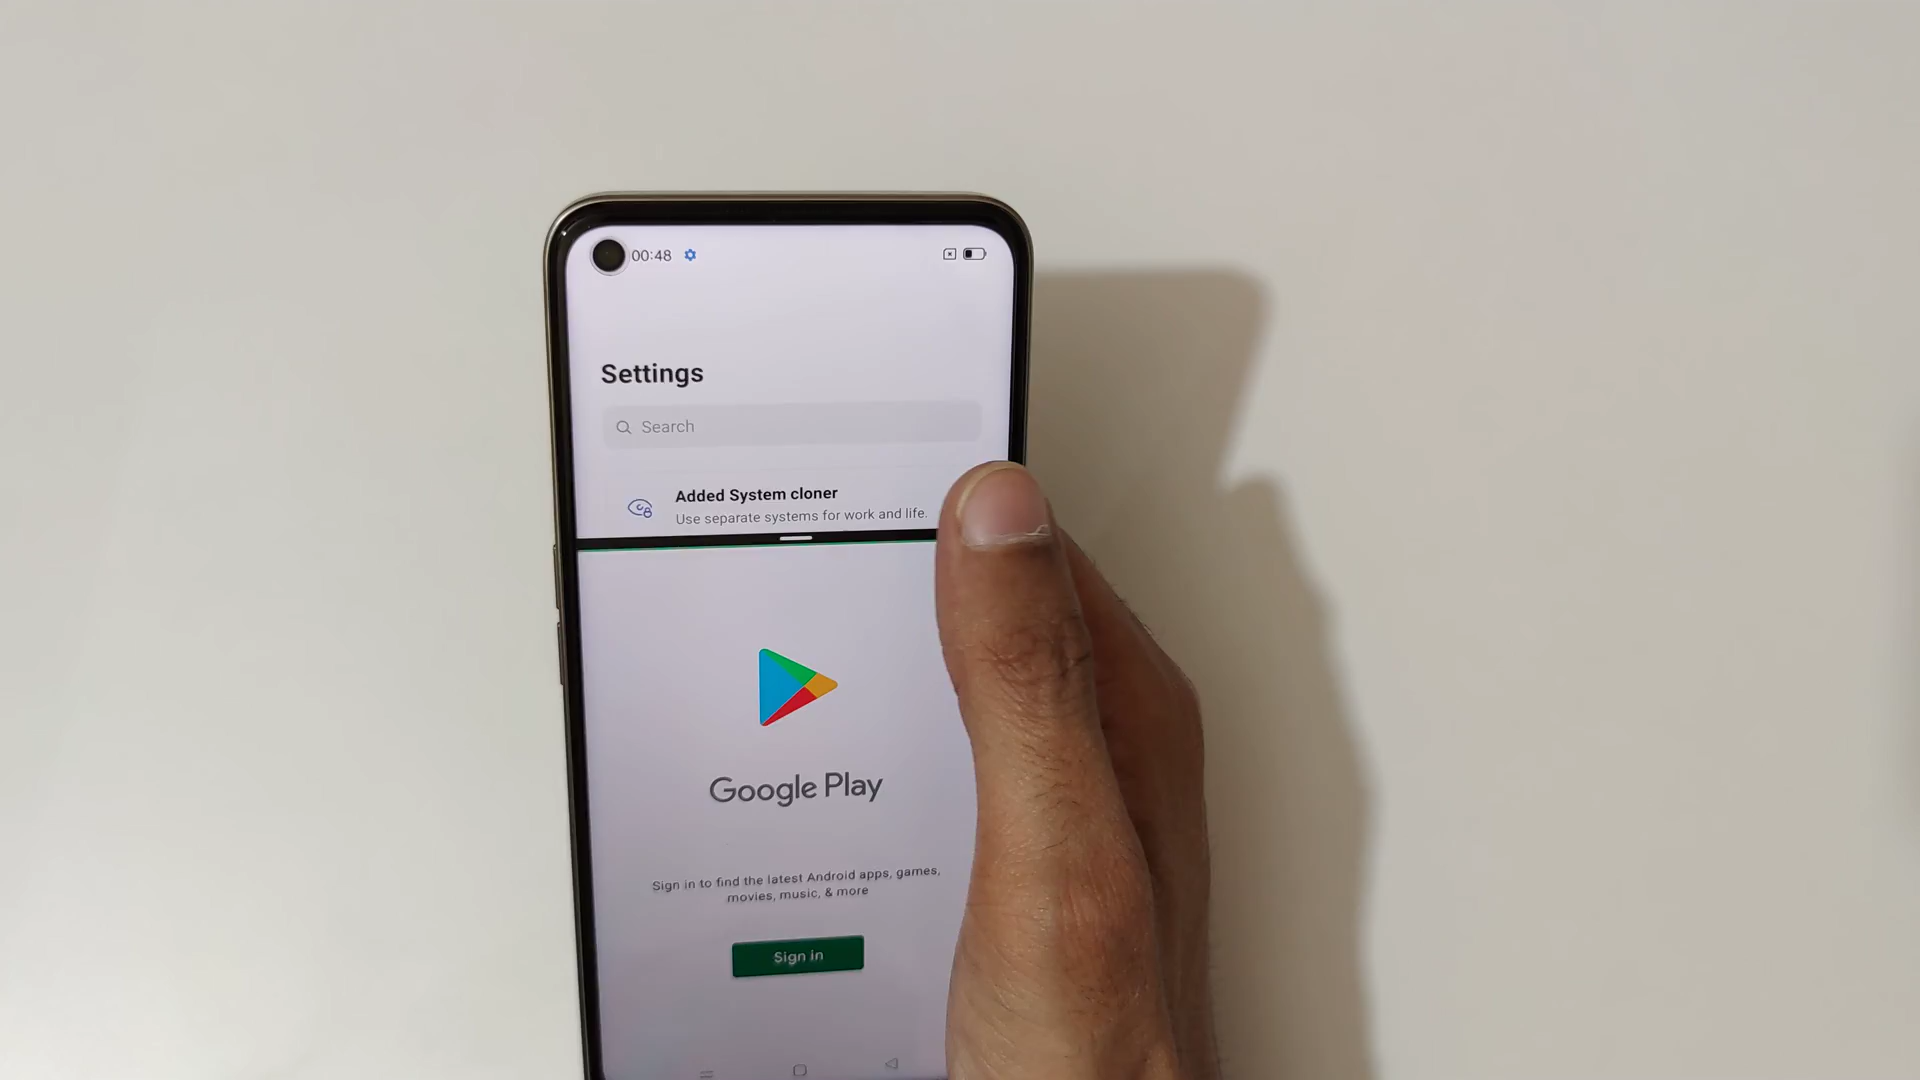 00:48
Settings
Search
Added System cloner
Use separate systems for work and life.
Google Play
Sign in to find the latest Android apps, games,
movies, music, & more
Sign in